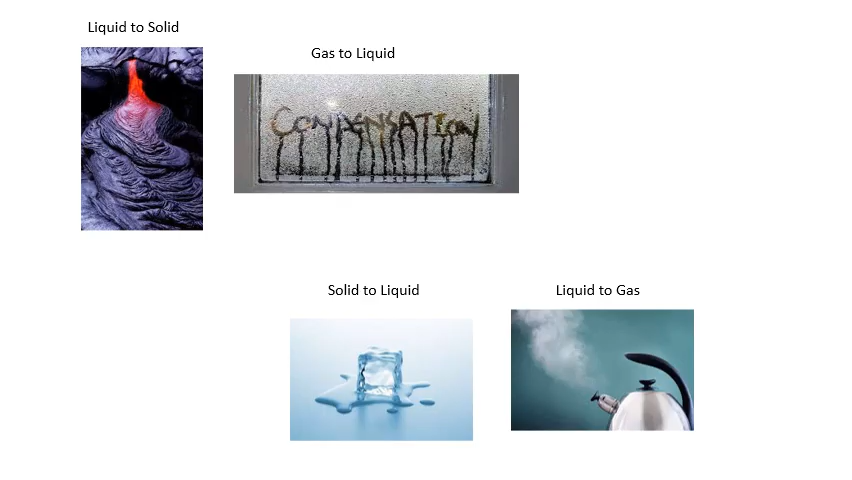 Liquid to Solid
Gas to Liquid
CONDENSATION
Solid to Liquid
Liquid to Gas